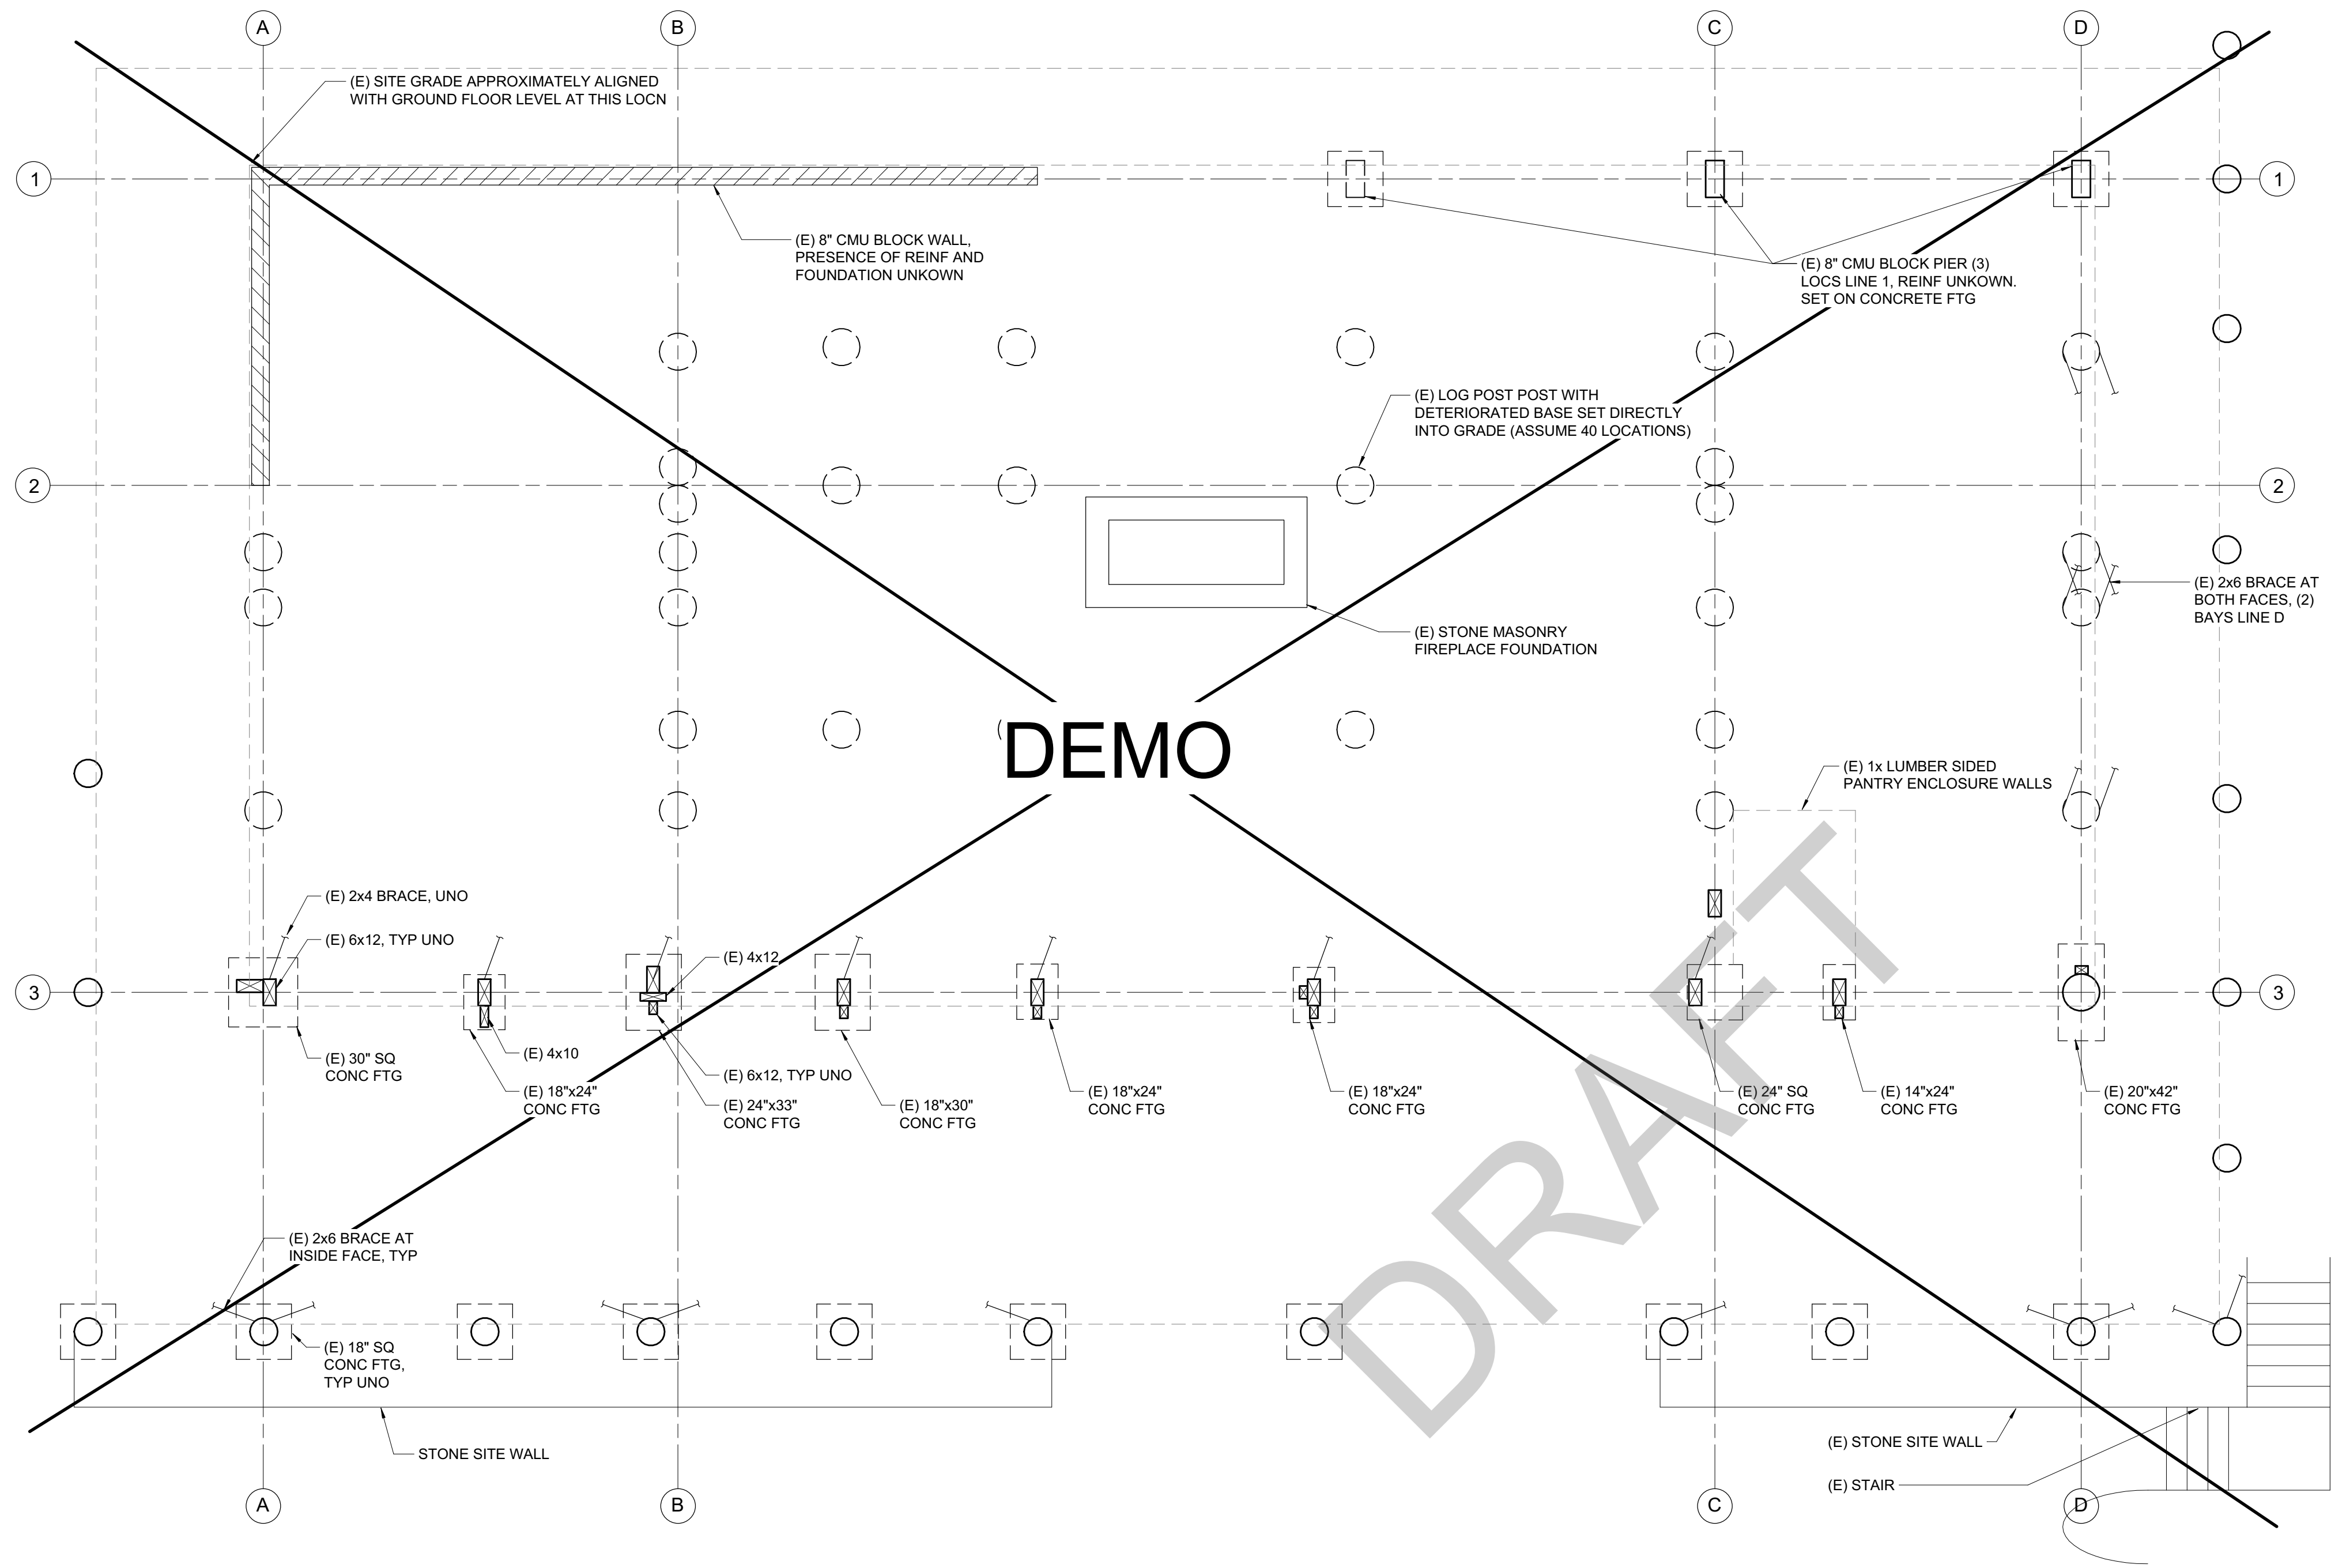 A
B
C
D
(E) SITE GRADE APPROXIMATELY ALIGNED
WITH GROUND FLOOR LEVEL AT THIS LOCN
1
1
(E) 8" CMU BLOCK WALL,
PRESENCE OF REINF AND
FOUNDATION UNKOWN
(E) 8" CMU BLOCK PIER (3)
LOCS LINE 1, REINF UNKOWN.
SET ON CONCRETE FTG
(E) LOG POST POST WITH
DETERIORATED BASE SET DIRECTLY
INTO GRADE (ASSUME 40 LOCATIONS)
2
2
(E) 2x6 BRACE AT
BOTH FACES, (2)
BAYS LINE D
(E) STONE MASONRY
FIREPLACE FOUNDATION
DEMO
(E) 1x LUMBER SIDED
PANTRY ENCLOSURE WALLS
(E) 2x4 BRACE, UNO
(E) 6x12, TYP UNO
(E) 4x12
3
3
(E) 30" SQ
CONC FTG
(E) 4x10
(E) 18"x24"
CONC FTG
(E) 6x12, TYP UNO
(E) 24"x33"
CONC FTG
(E) 18"x30"
CONC FTG
(E) 18"x24"
CONC FTG
(E) 18"x24"
CONC FTG
(E) 24" SQ
CONC FTG
(E) 14"x24"
CONC FTG
(E) 20"x42"
CONC FTG
DRAFT
(E) 2x6 BRACE AT
INSIDE FACE, TYP
(E) 18" SQ
CONC FTG,
TYP UNO
STONE SITE WALL
(E) STONE SITE WALL
(E) STAIR
A
B
C
D